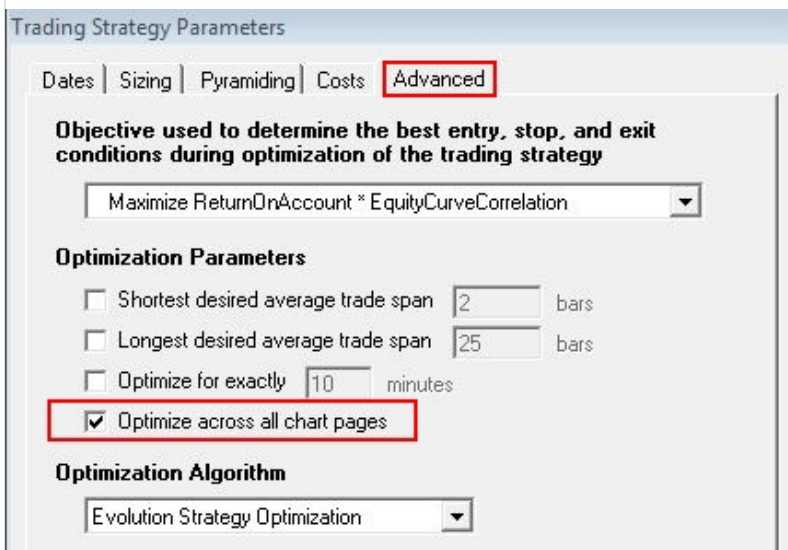 Trading Strategy Parameters
Dates Sizing Pyramiding Costs Advanced
Objective used to determine the best entry, stop, and exit
conditions during optimization of the trading strategy
Maximize ReturnOnAccount * EquityCurveCorrelation
Optimization Parameters
Shortest desired average trade span 2 bars
Longest desired average trade span 25 bars
Optimize for exactly 10 minutes
Optimize across all chart pages
Optimization Algorithm
Evolution Strategy Optimization